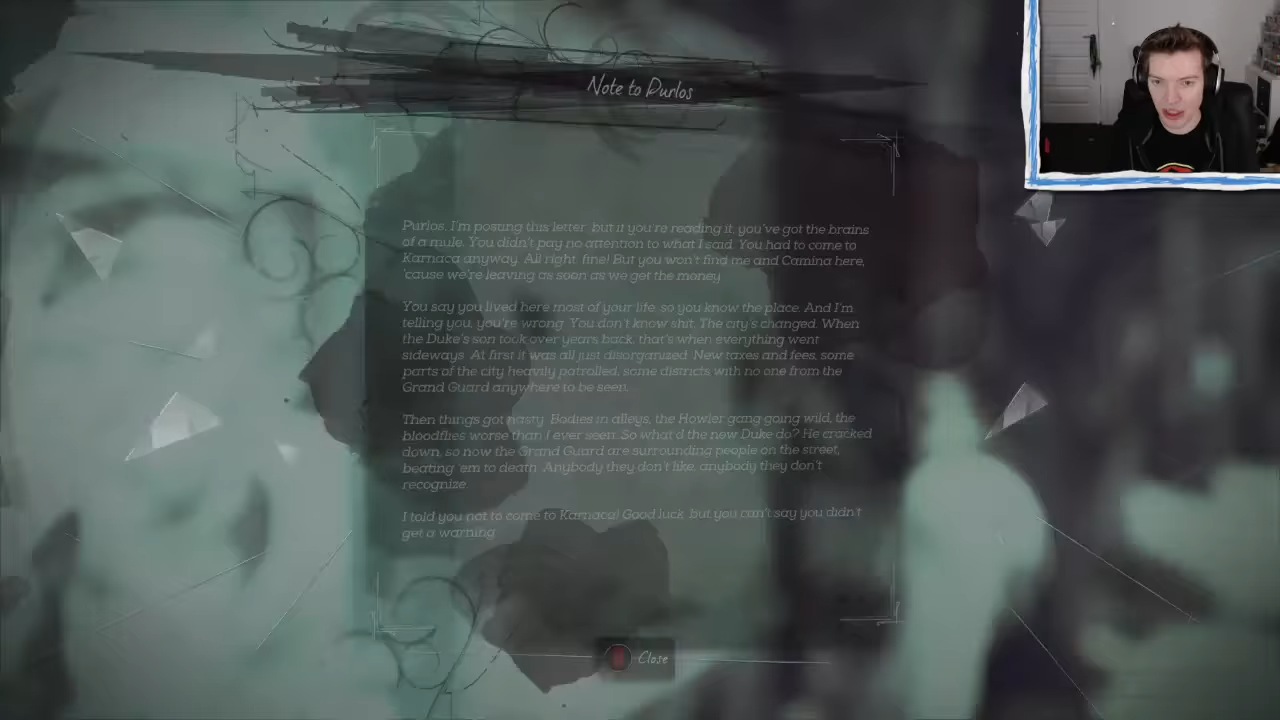 Note to Durlos
Purlos, I'm posting this letter, but if you're reading it, you've got the brains
of a mule. You didn't pay no attention to what I said. You had to come to
Karnaca anyway. All right, fine! But you won't find me and Camina here,
'cause we're leaving as soon as we get the money.
You say you lived here most of your life, so you know the place. And I'm
telling you, you're wrong. You don't know shit. The city's changed. When
the Duke's son took over years back, that's when everything went
sideways. At first it was all just disorganized. New taxes and fees, some
parts of the city heavily patrolled, some districts with no one from the
Grand Guard anywhere to be seen.
Then things got nasty. Bodies in alleys, the Howler gang going wild, the
bloodflies worse than I ever seen. So what'd the new Duke do? He cracked
down, so now the Grand Guard are surrounding people on the street,
beating 'em to death. Anybody they don't like, anybody they don't
recognize.
I told you not to come to Karnaca! Good luck, but you can't say you didn't
get a warning.
Close